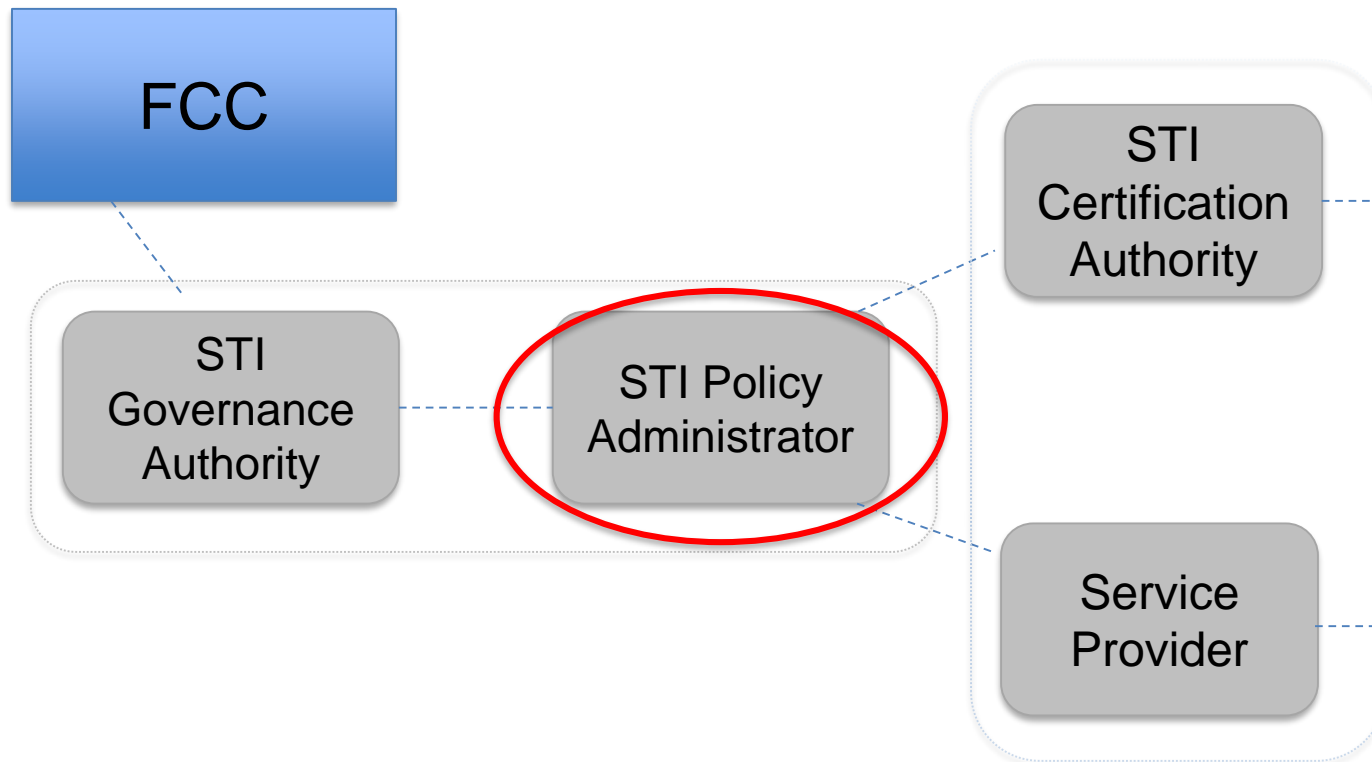 FCC
STI
Certification
Authority
STI
Governance
Authority
STI Policy
Administrator
Service
Provider